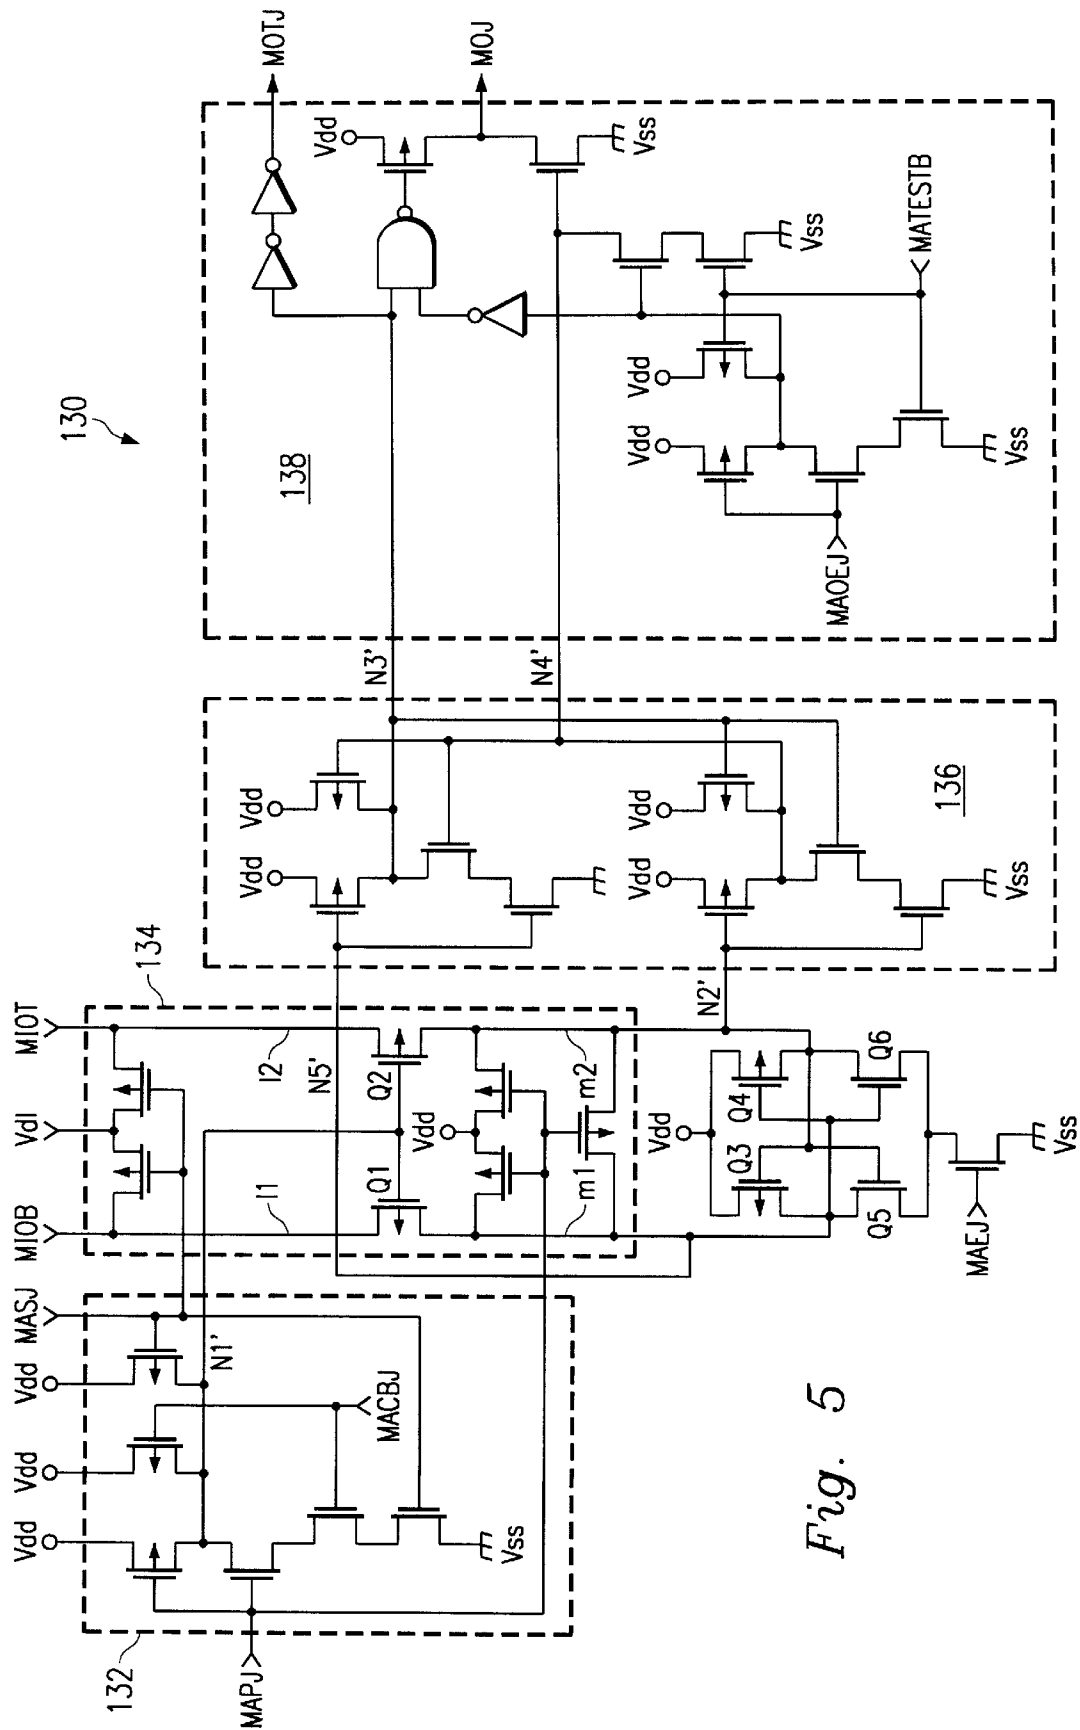 130
MOTJ
MOJ
138
Vdd
Vss
Vss
MATESTB
Vdd
Vdd
Vss
MAOEJ
N3'
N4'
136
Vdd
Vdd
Vdd
Vdd
Vss
134
MIOT
VdI
MIOB
I2
I1
N5'
N2'
Q2
Q1
Vdd
m2
m1
Vdd
Q4
Q6
Q3
Q5
MAEJ
Vss
MASJ
Vdd
Vdd
Vdd
N1'
MACBJ
Vss
132
MAPJ
Fig. 5